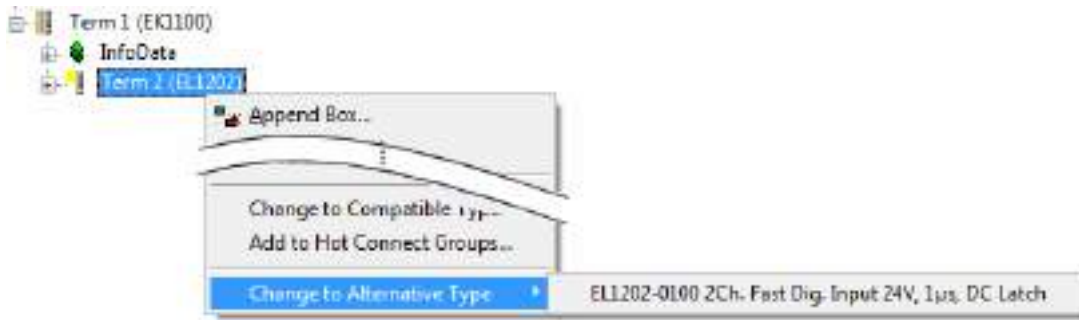 Term 1 (EK1100)
InfoData
Term 2 (EL1202)
Append Box...
Change to Compatible Typ...
Add to Hot Connect Groups...
Change to Alternative Type
EL1202-0100 2Ch. Fast Dig. Input 24V, 1µs, DC Latch